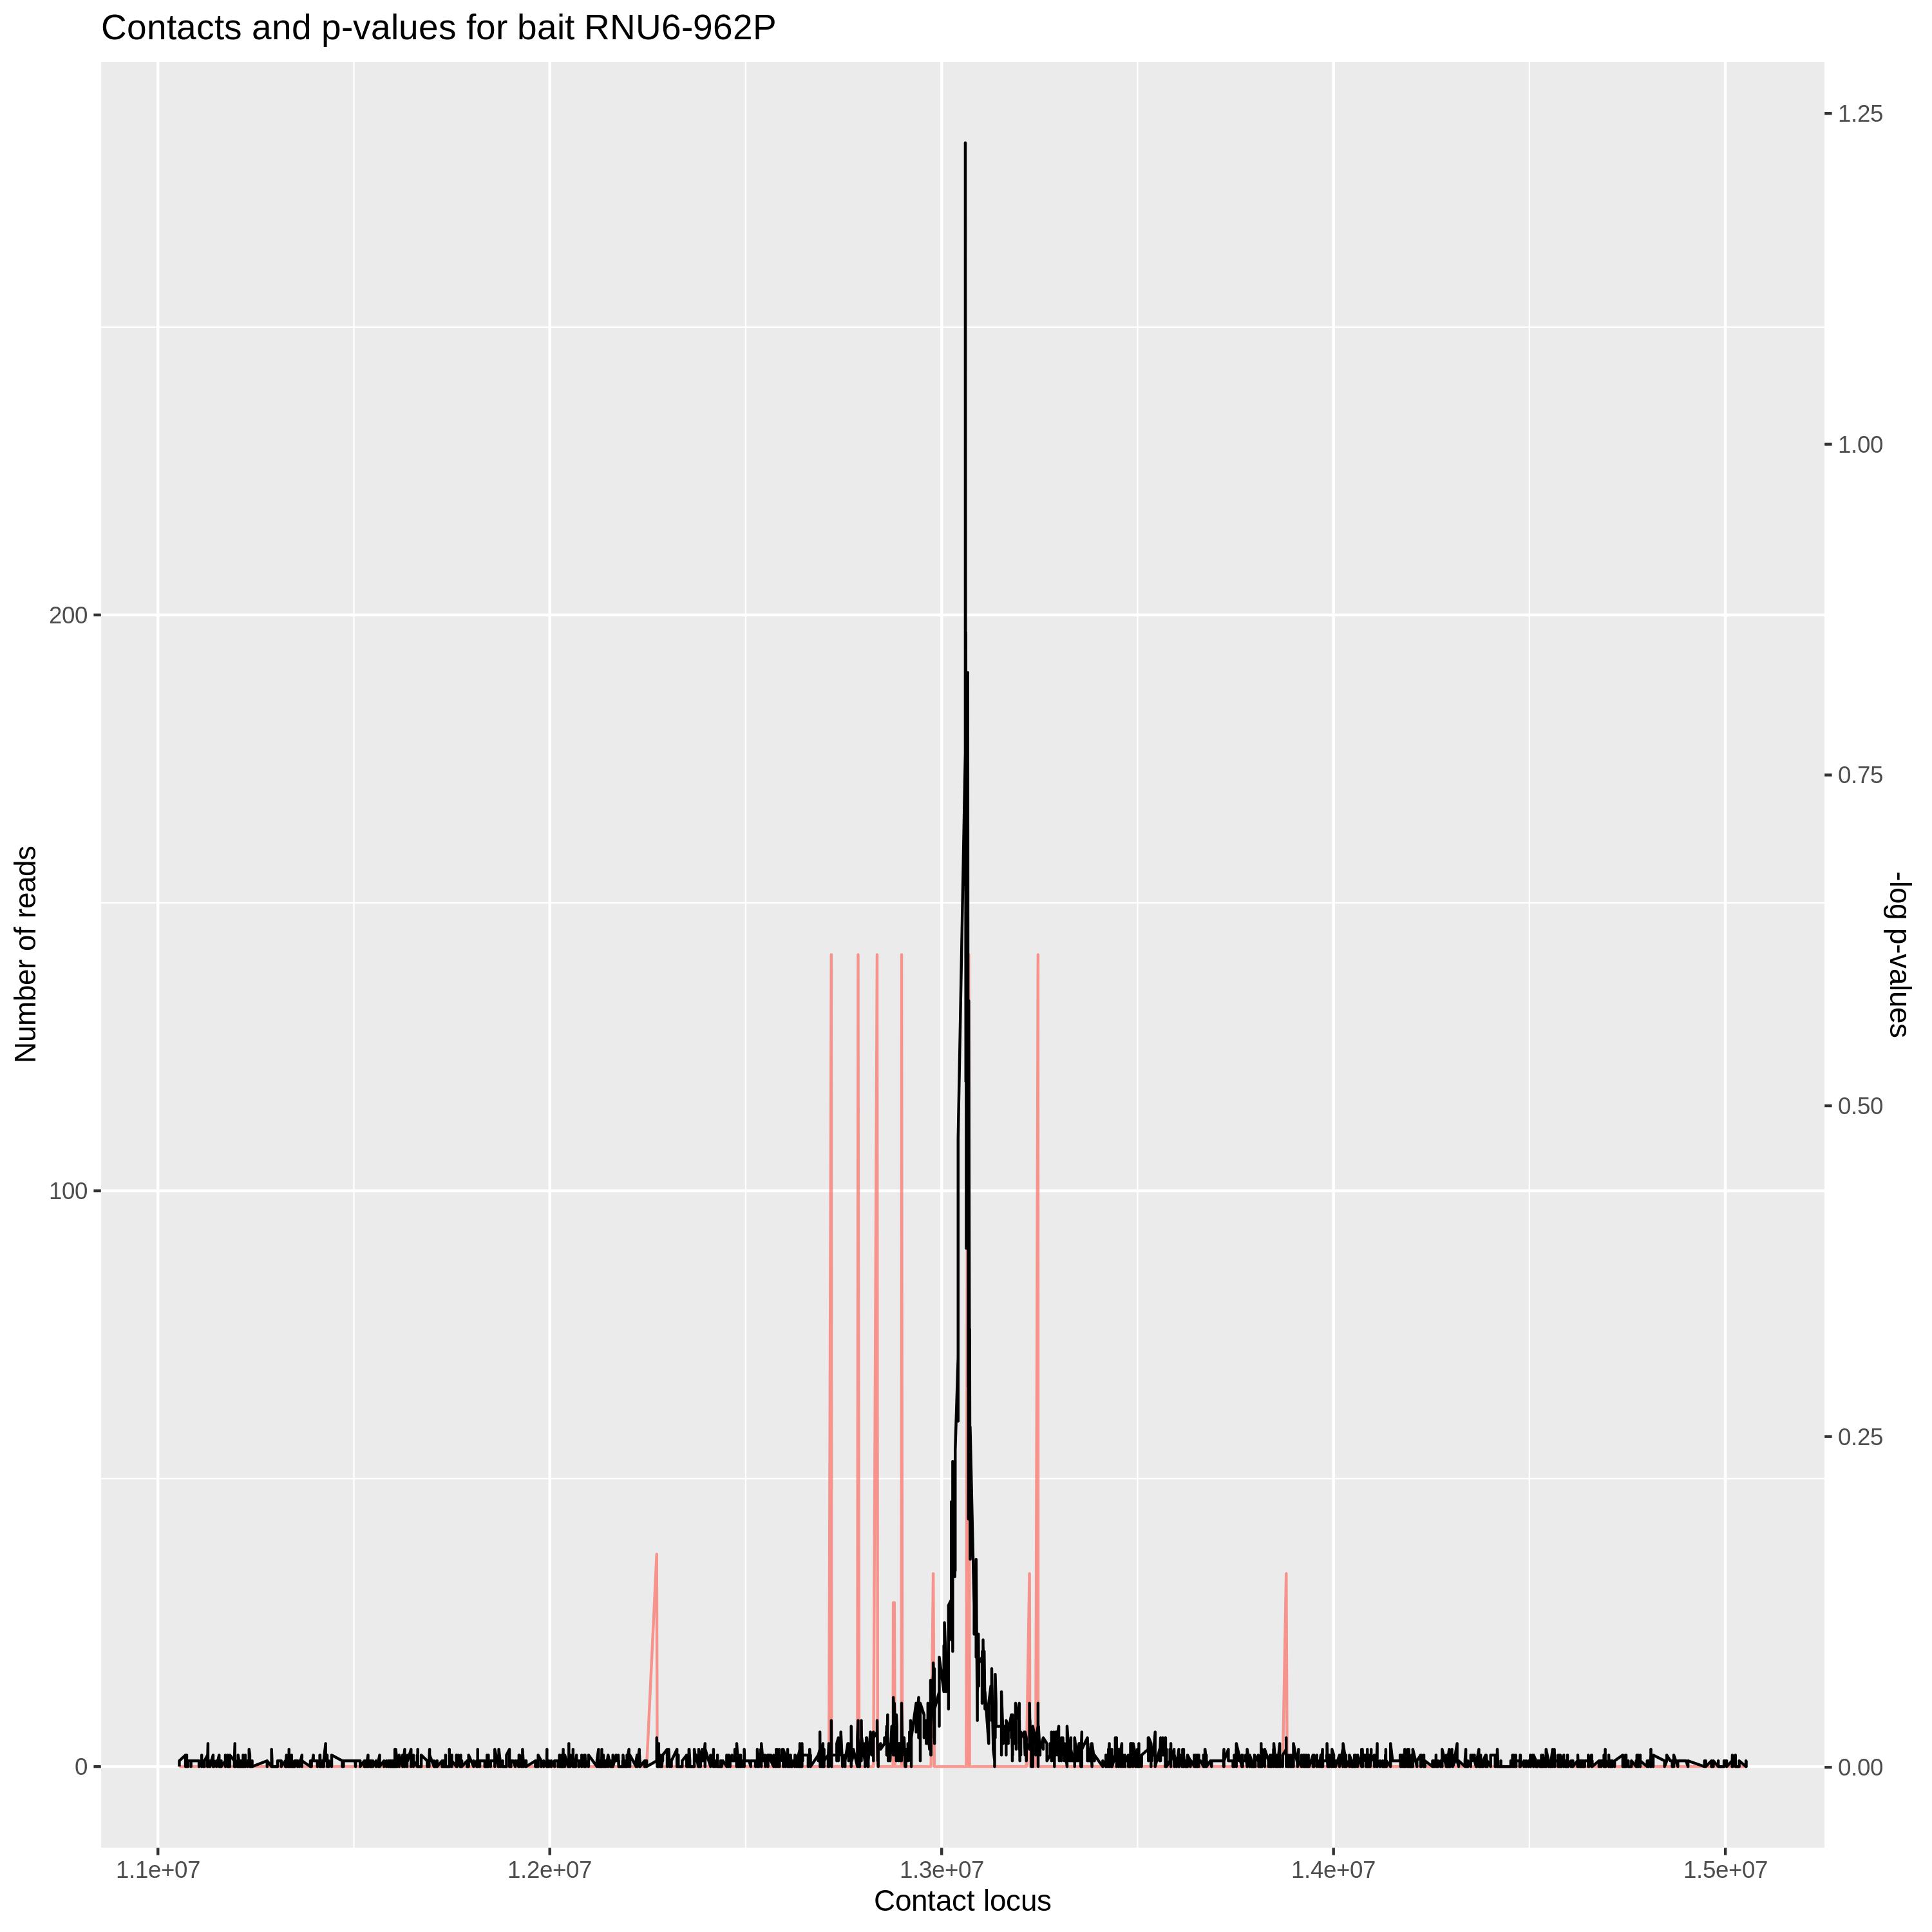 Contacts and p-values for bait RNU6-962P
Number of reads
200
100
0
1.25
1.00
0.75
0.50
0.25
0.00
-log p-values
1.1e+07
1.2e+07
1.3e+07
1.4e+07
1.5e+07
Contact locus